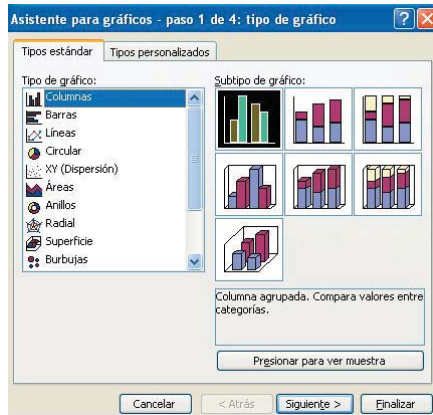 Asistente para gráficos - paso 1 de 4: tipo de gráfico
Tipos estándar
Tipos personalizados
Tipo de gráfico:
Columnas
Barras
Líneas
Circular
XY (Dispersión)
Áreas
Anillos
Radial
Superficie
Burbujas
Subtipo de gráfico:
Columna agrupada. Compara valores entre
categorías.
Presionar para ver muestra
Cancelar
< Atrás
Siguiente >
Finalizar